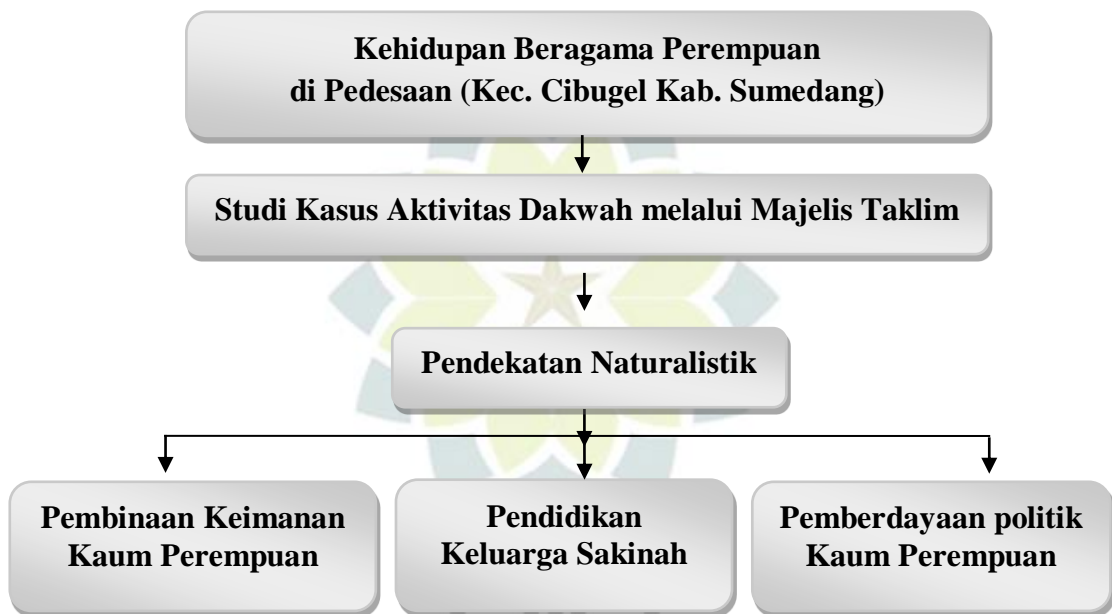 Kehidupan Beragama Perempuan
di Pedesaan (Kec. Cibugel Kab. Sumedang)
Studi Kasus Aktivitas Dakwah melalui Majelis Taklim
Pendekatan Naturalistik
Pembinaan Keimanan
Kaum Perempuan
Pendidikan
Keluarga Sakinah
Pemberdayaan politik
Kaum Perempuan